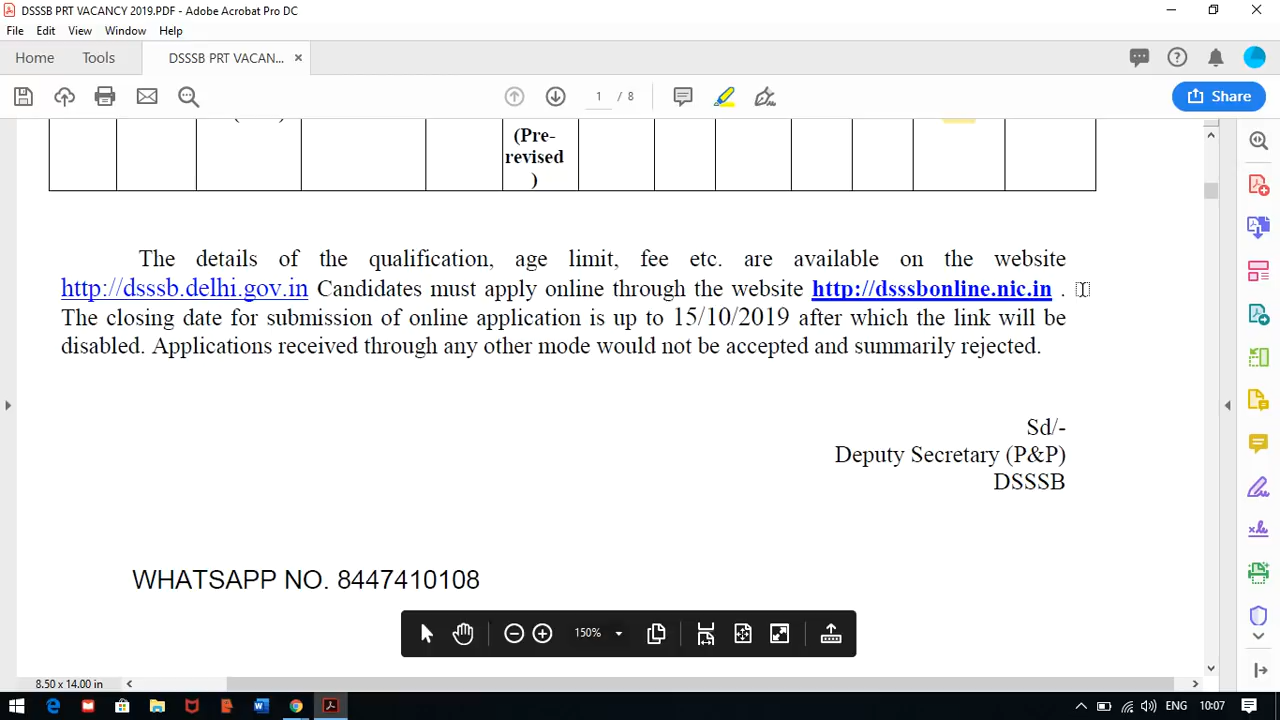 DSSSB PRT VACANCY 2019.PDF - Adobe Acrobat Pro DC
File Edit View Window Help
Home Tools DSSSB PRT VACAN... ×
1 / 8 Share
(Pre-
revised
)
The details of the qualification, age limit, fee etc. are available on the website
http://dsssb.delhi.gov.in Candidates must apply online through the website http://dsssbonline.nic.in .
The closing date for submission of online application is up to 15/10/2019 after which the link will be
disabled. Applications received through any other mode would not be accepted and summarily rejected.
Sd/-
Deputy Secretary (P&P)
DSSSB
WHATSAPP NO. 8447410108
150%
8.50 x 14.00 in
ENG 10:07